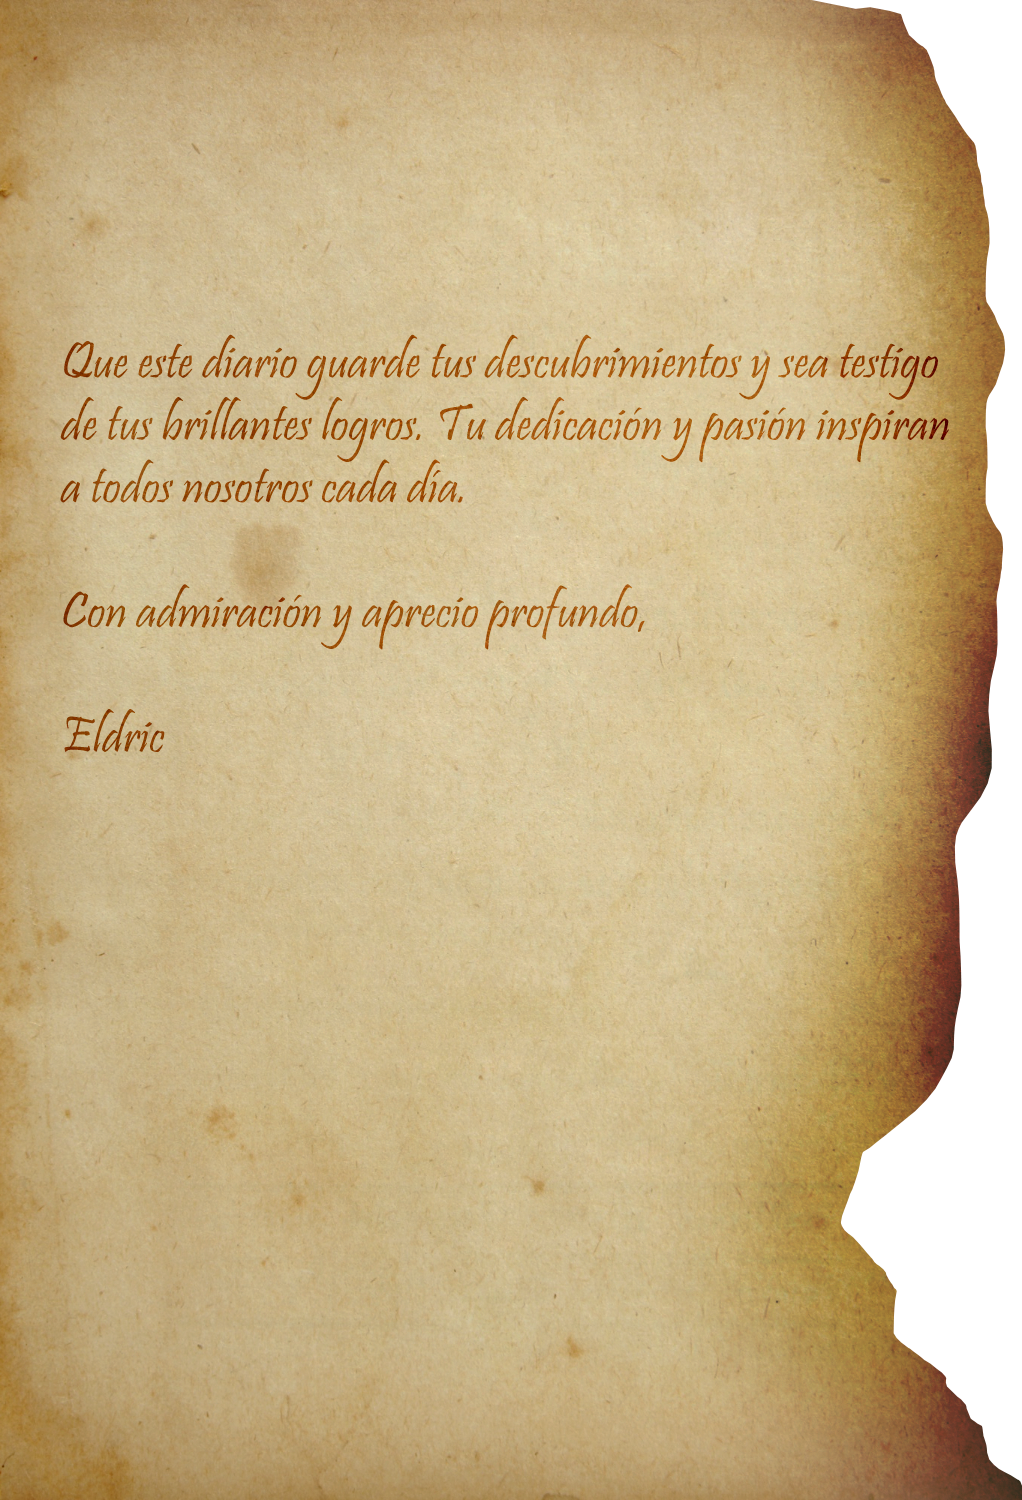 Que este diario guarde tus descubrimientos y sea testigo
de tus brillantes logros. Tu dedicación y pasión inspiran
a todos nosotros cada día.
Con admiración y aprecio profundo,
Eldric